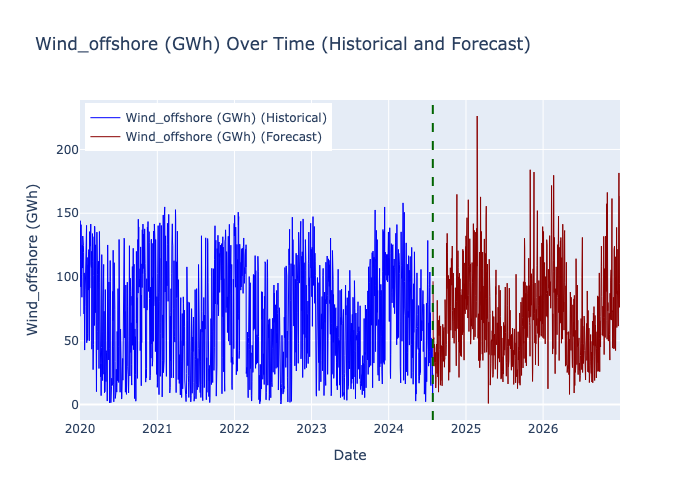 Wind_offshore (GWh) Over Time (Historical and Forecast)
Wind_offshore (GWh) (Historical)
Wind_offshore (GWh) (Forecast)
Wind_offshore (GWh)
200
150
100
50
0
2020 2021 2022 2023 2024 2025 2026
Date